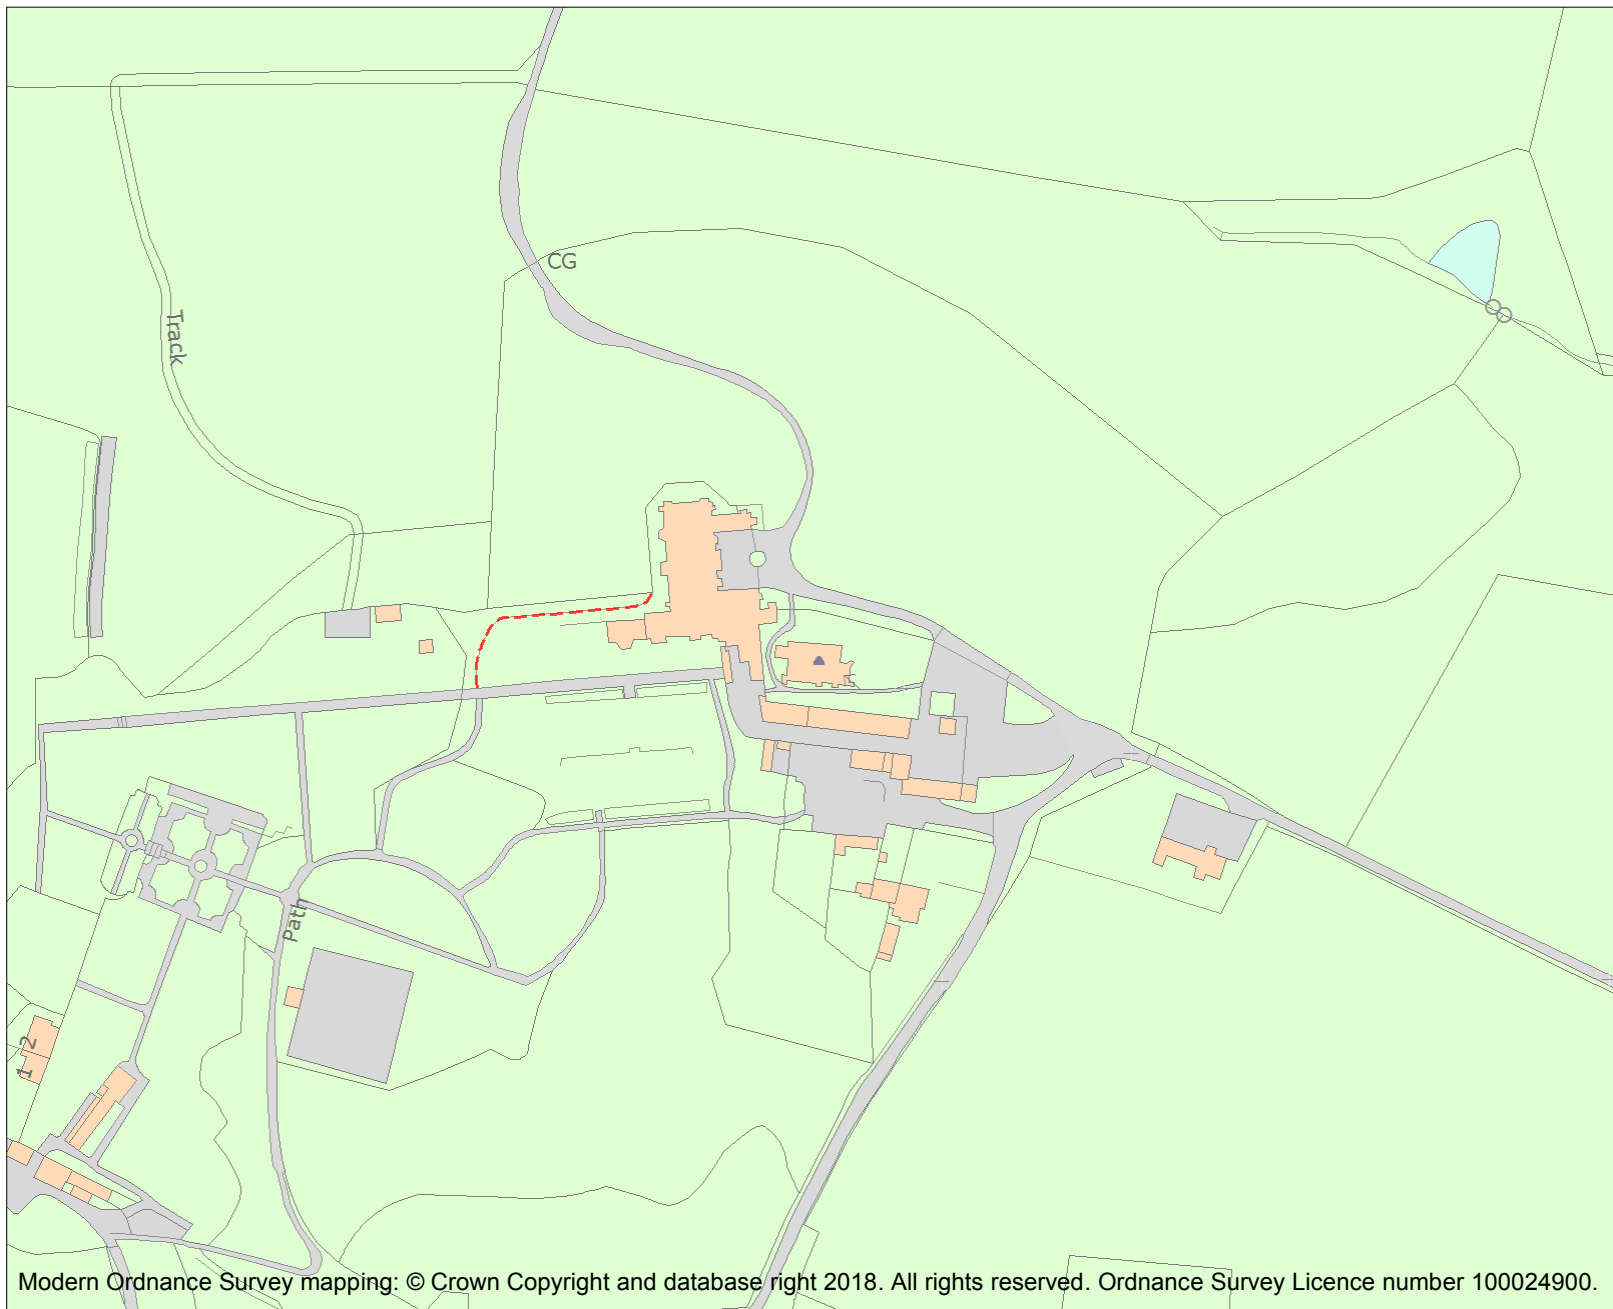 CG
Track
Path
2
1
Modern Ordnance Survey mapping: © Crown Copyright and database right 2018. All rights reserved. Ordnance Survey Licence number 100024900.